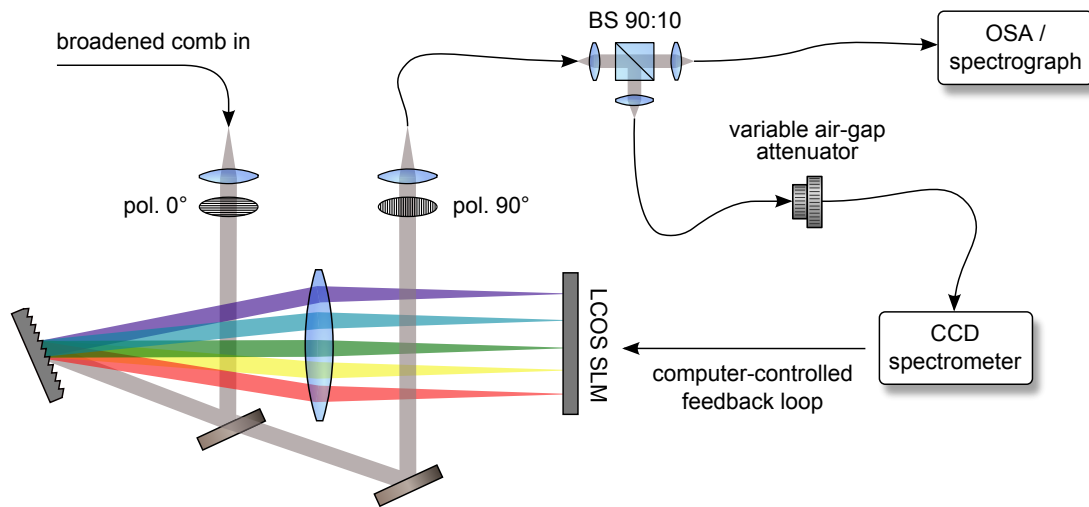 broadened comb in
BS 90:10
OSA /
spectrograph
variable air-gap
attenuator
pol. 0°
pol. 90°
LCOS SLM
CCD
spectrometer
computer-controlled
feedback loop